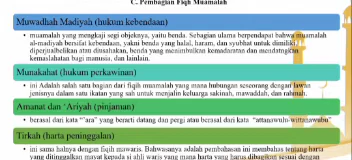 C. Pembagian Fiqh Muamalah
Muwadhah Madiyah (hukum kebendaan)
• muamalah yang mengkaji segi objeknya, yaitu benda. Sebagian ulama berpendapat bahwa muamalah
al-madiyah bersifat kebendaan, yakni benda yang halal, haram, dan syubhat untuk dimiliki,
diperjualbelikan atau diusahakan, benda yang menimbulkan kemadaratan dan mendatangkan
kemaslahatan bagi manusia, dan lainlain.
Munakahat (hukum perkawinan)
• ini Adalah salah satu bagian dari fiqh muamalah yang mana hubungan seseorang dengan lawan
jenisnya dalam satu ikatan yang sah untuk menjalin keluarga sakinah, mawaddah, dan rahmah.
Amanat dan 'Ariyah (pinjaman)
• berasal dari kata "'ara" yang berarti datang dan pergi atau berasal dari kata "attanawulu-wittanawubu"
Tirkah (harta peninggalan)
• ini sama halnya dengan fiqih mawaris. Bahwasanya adalah pembahasan ini membahas tentang harta
yang ditinggalkan mayat kepada si ahli waris yang mana harta yang harus dibagikan sesuai dengan